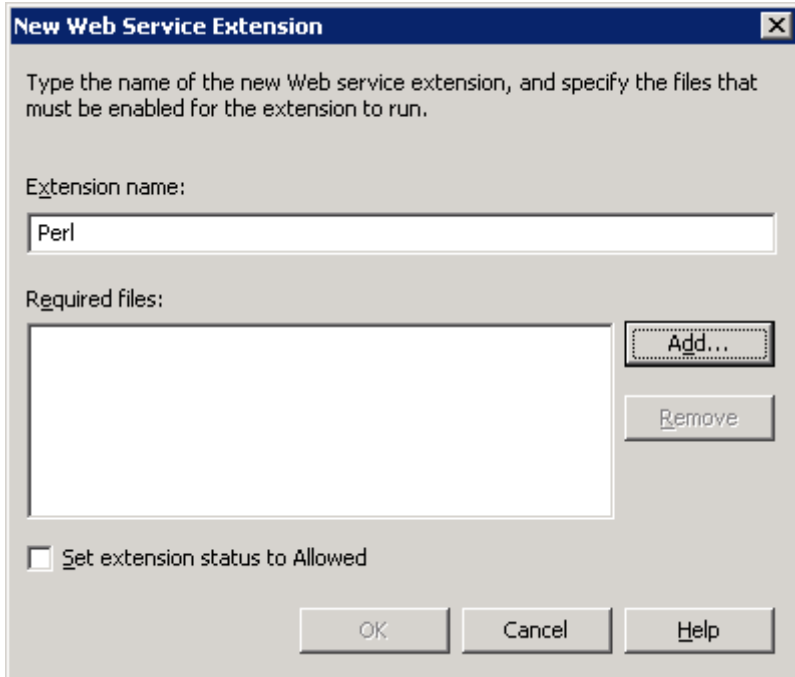 New Web Service Extension
Type the name of the new Web service extension, and specify the files that
must be enabled for the extension to run.
Extension name:
Perl
Required files:
Add...
Remove
Set extension status to Allowed
OK
Cancel
Help